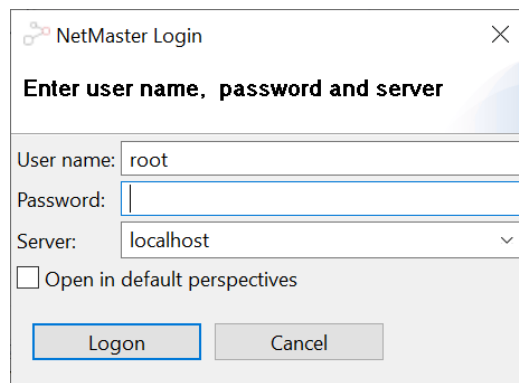 NetMaster Login
Enter user name, password and server
User name: root
Password:
Server: localhost
Open in default perspectives
Logon Cancel